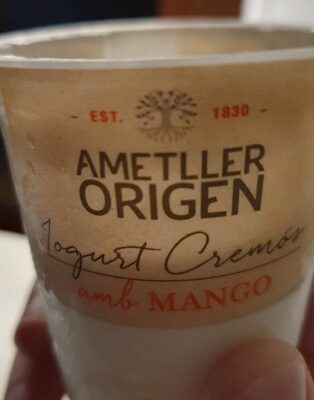 EST. 1830
AMETLLER
ORIGEN
Iogurt Cremós
amb MANGO